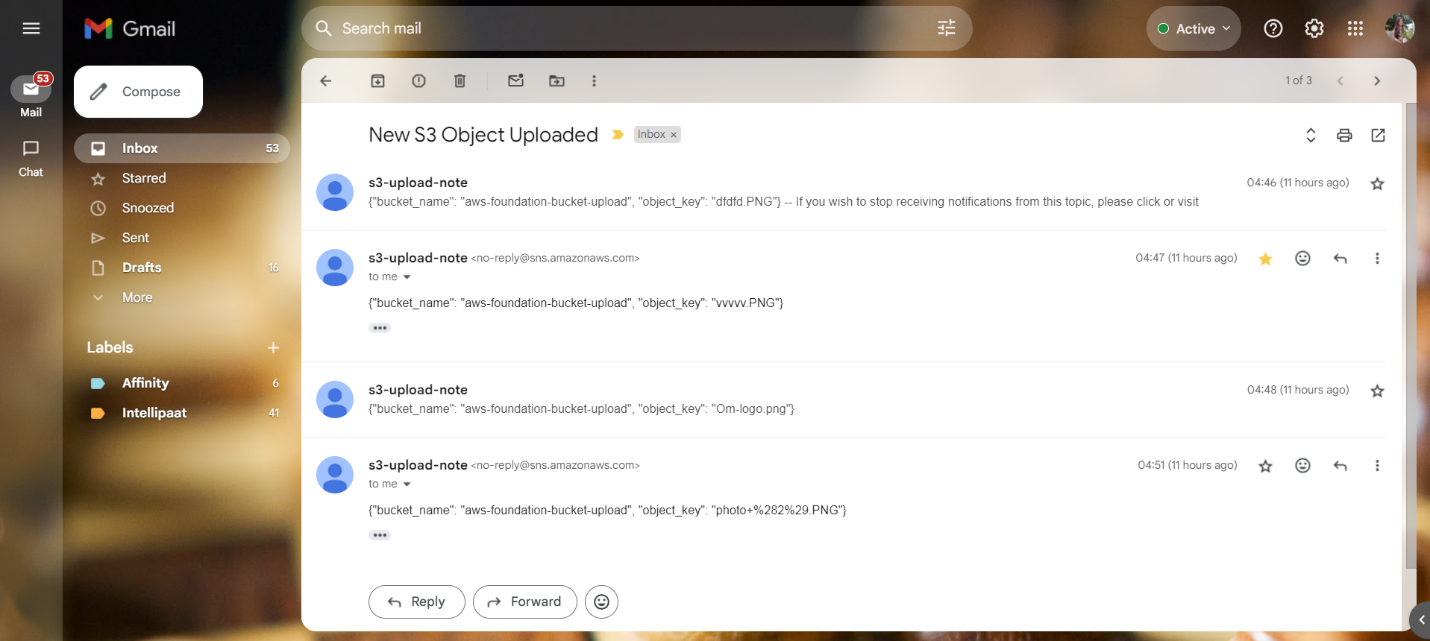 Gmail
Search mail
Active
53
Mail
Chat
Compose
Inbox 53
Starred
Snoozed
Sent
Drafts 16
More
Labels
Affinity 6
Intellipaat 41
1 of 3
New S3 Object Uploaded Inbox ×
s3-upload-note 04:46 (11 hours ago)
{"bucket_name": "aws-foundation-bucket-upload", "object_key": "dfdfd.PNG"} -- If you wish to stop receiving notifications from this topic, please click or visit
s3-upload-note <no-reply@sns.amazonaws.com> 04:47 (11 hours ago)
to me
{"bucket_name": "aws-foundation-bucket-upload", "object_key": "vvvvv.PNG"}
s3-upload-note 04:48 (11 hours ago)
{"bucket_name": "aws-foundation-bucket-upload", "object_key": "Om-logo.png"}
s3-upload-note <no-reply@sns.amazonaws.com> 04:51 (11 hours ago)
to me
{"bucket_name": "aws-foundation-bucket-upload", "object_key": "photo+%282%29.PNG"}
Reply
Forward